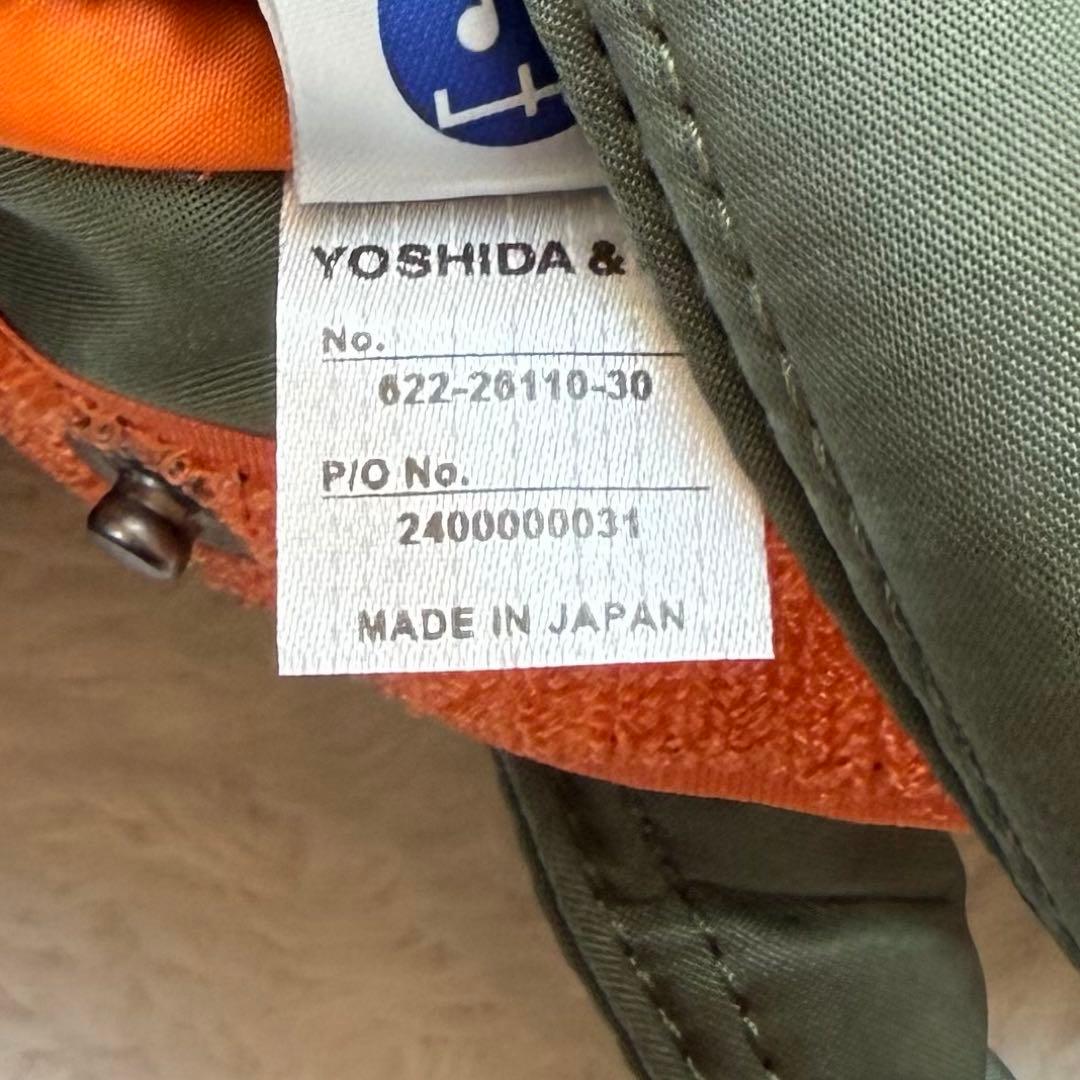 YOSHIDA &
No.
622-26110-30
P/O No.
2400000031
MADE IN JAPAN